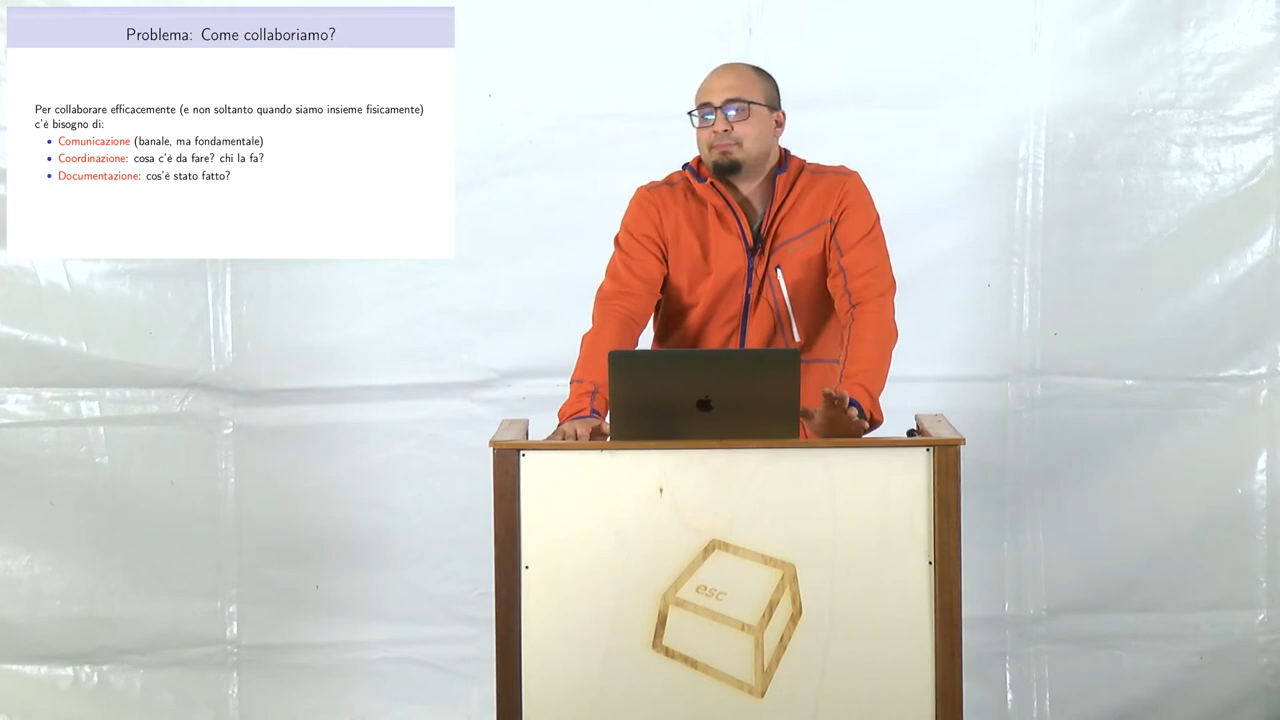 Problema: Come collaboriamo?
Per collaborare efficacemente (e non soltanto quando siamo insieme fisicamente)
c'è bisogno di:
• Comunicazione (banale, ma fondamentale)
• Coordinazione: cosa c'è da fare? chi la fa?
• Documentazione: cos'è stato fatto?
esc